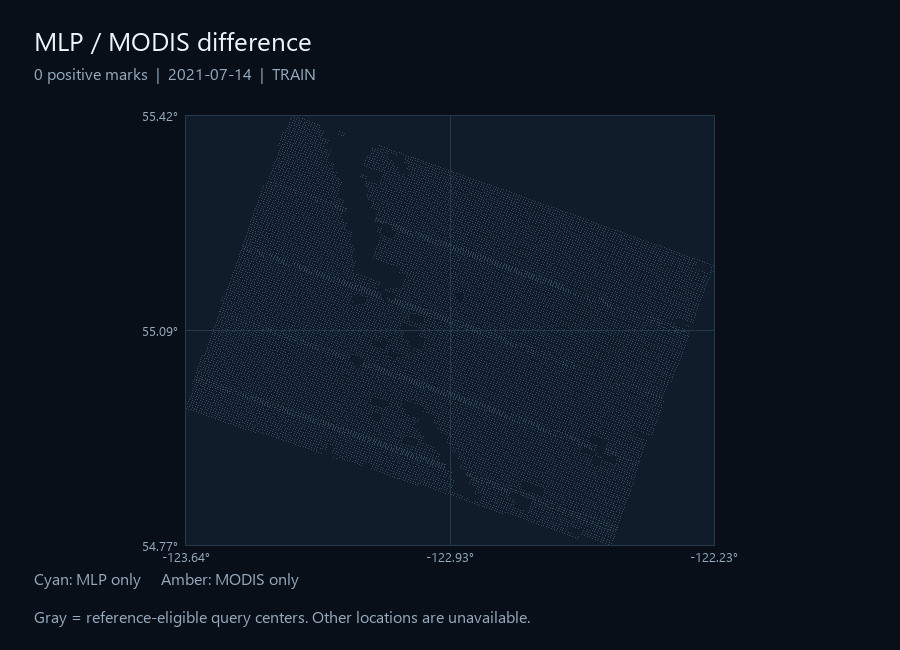 MLP / MODIS difference
0 positive marks | 2021-07-14 | TRAIN
55.42°
55.09°
54.77°
-123.64° -122.93° -122.23°
Cyan: MLP only Amber: MODIS only
Gray = reference-eligible query centers. Other locations are unavailable.